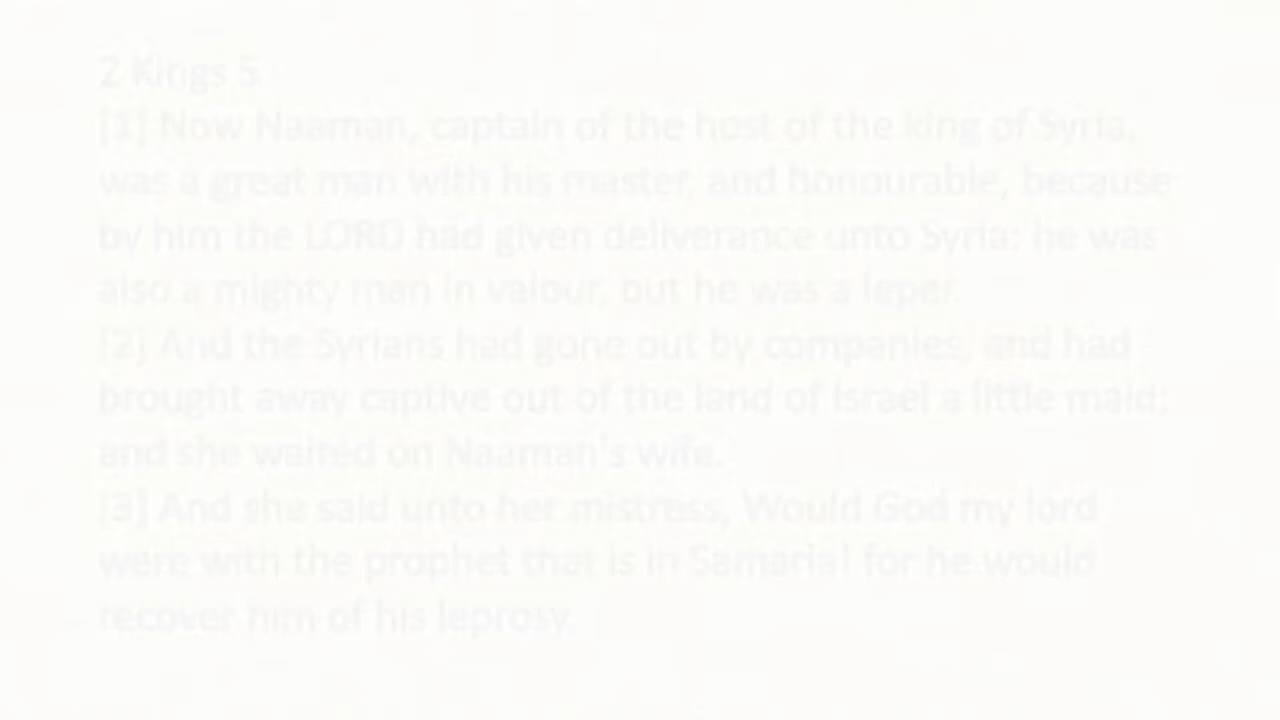 2 Kings 5
[1] Now Naaman, captain of the host of the king of Syria,
was a great man with his master, and honourable, because
by him the LORD had given deliverance unto Syria: he was
also a mighty man in valour, but he was a leper.
[2] And the Syrians had gone out by companies, and had
brought away captive out of the land of Israel a little maid;
and she waited on Naaman's wife.
[3] And she said unto her mistress, Would God my lord
were with the prophet that is in Samaria! for he would
recover him of his leprosy.